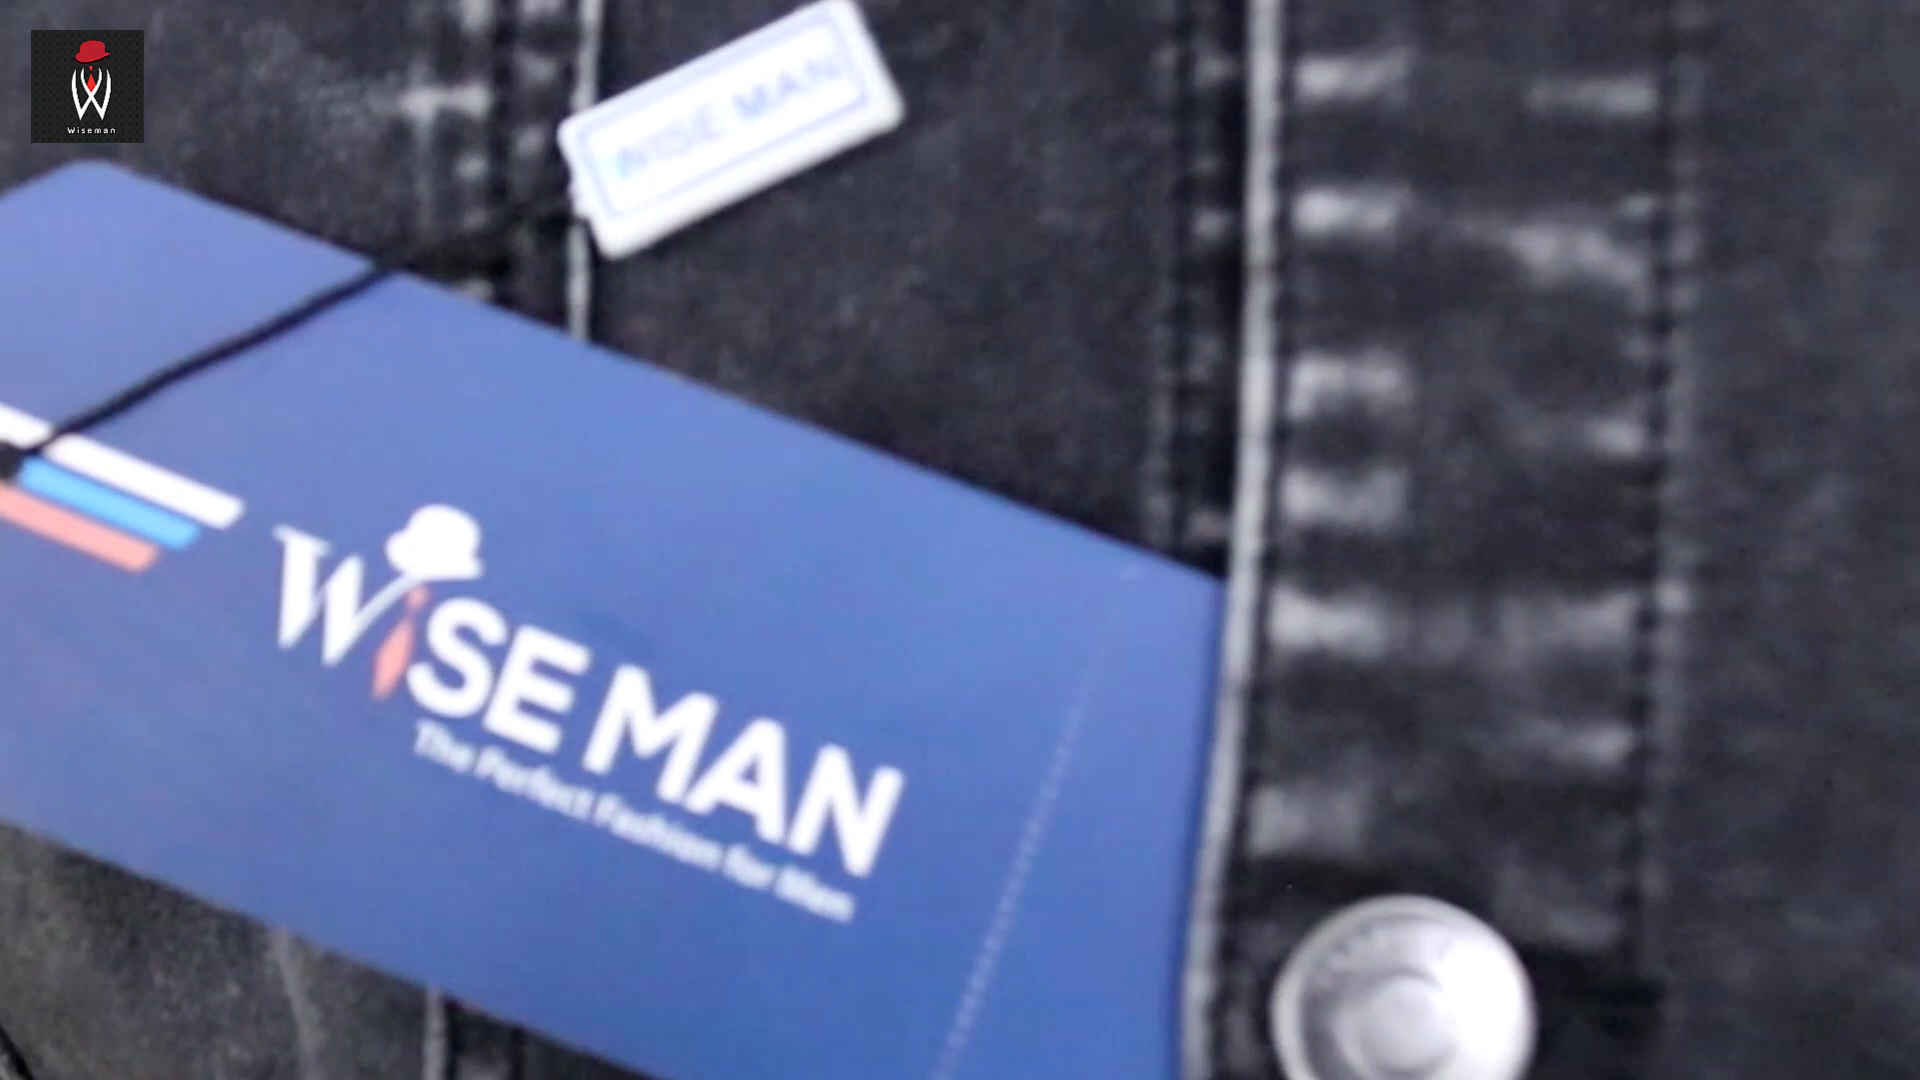 Wiseman
WISE MAN
WiSE MAN
The Perfect Fashion for Man